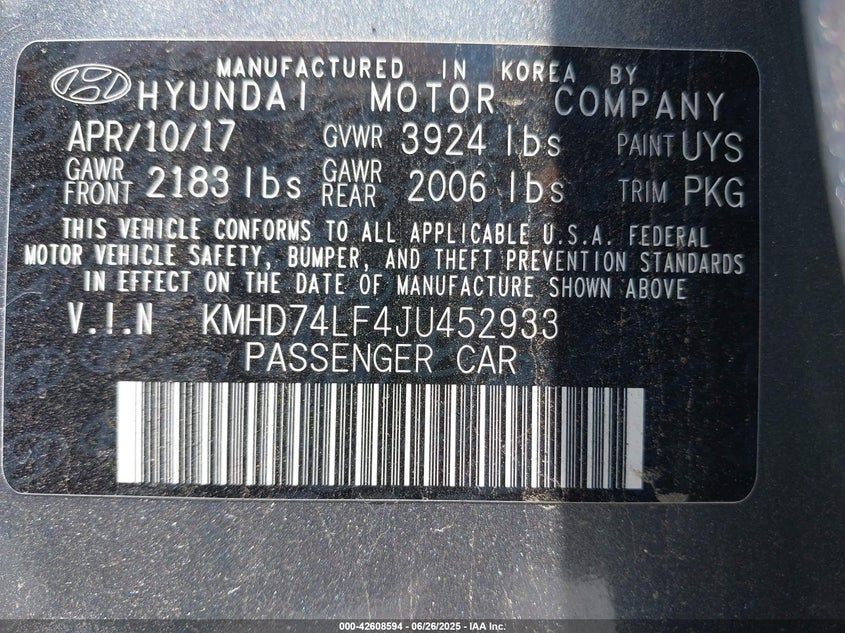 MANUFACTURED IN KOREA BY
HYUNDAI MOTOR COMPANY
APR/10/17 GVWR 3924 lbs PAINT UYS
GAWR FRONT 2183 lbs GAWR REAR 2006 lbs TRIM PKG
THIS VEHICLE CONFORMS TO ALL APPLICABLE U.S.A. FEDERAL
MOTOR VEHICLE SAFETY, BUMPER, AND THEFT PREVENTION STANDARDS
IN EFFECT ON THE DATE OF MANUFACTURE SHOWN ABOVE
V.I.N KMHD74LF4JU452933
PASSENGER CAR
000-42608594 - 06/26/2025 - IAA Inc.